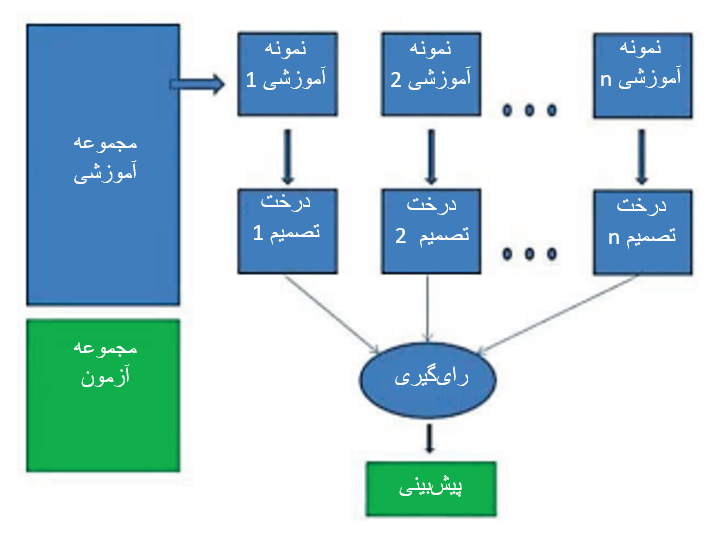 مجموعه
آموزشی
نمونه
آموزشی 1
نمونه
آموزشی 2
نمونه
آموزشی n
درخت
تصمیم 1
درخت
تصمیم 2
درخت
تصمیم n
مجموعه
آزمون
رای‌گیری
پیش‌بینی